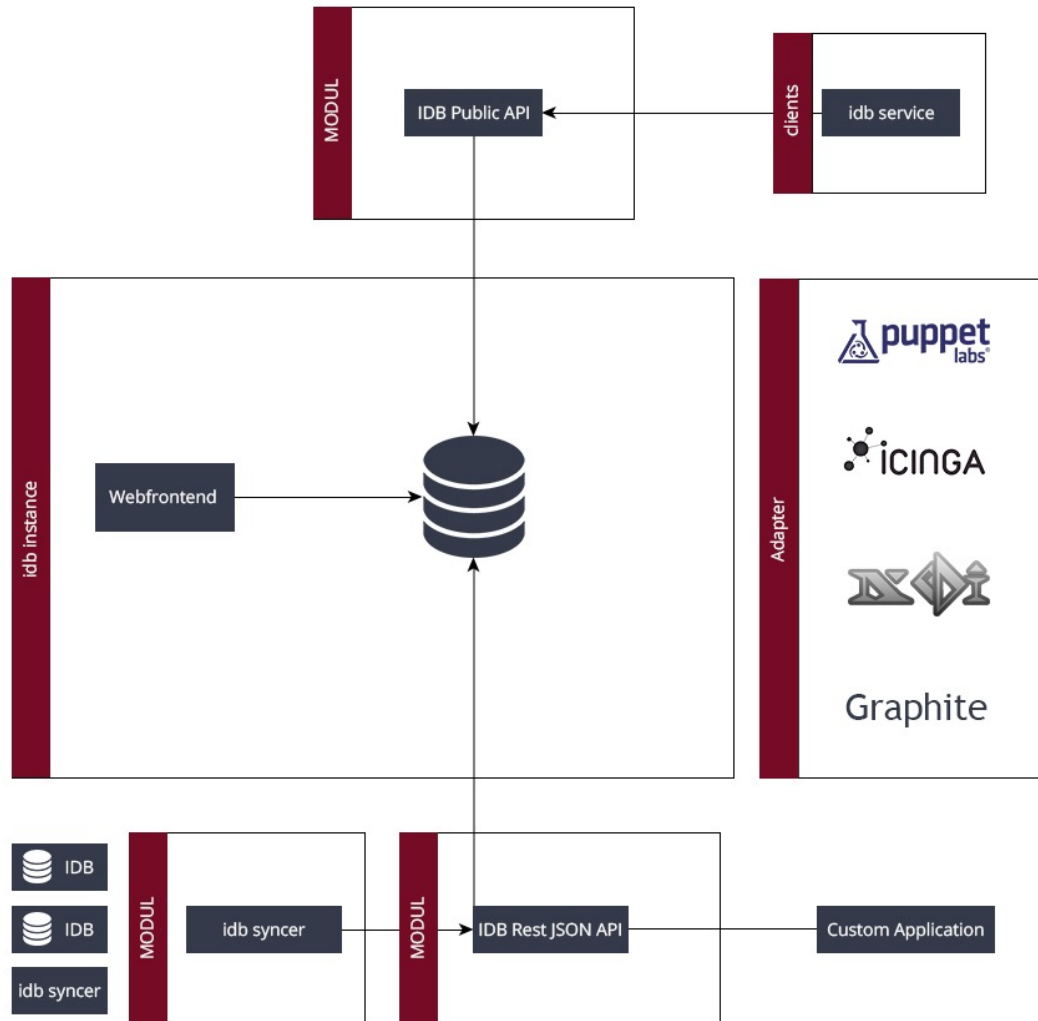 MODUL
IDB Public API
clients
idb service
idb instance
Webfrontend
Adapter
puppet
labs®
ICINGA
NeDi
Graphite
IDB
IDB
idb syncer
MODUL
idb syncer
MODUL
IDB Rest JSON API
Custom Application